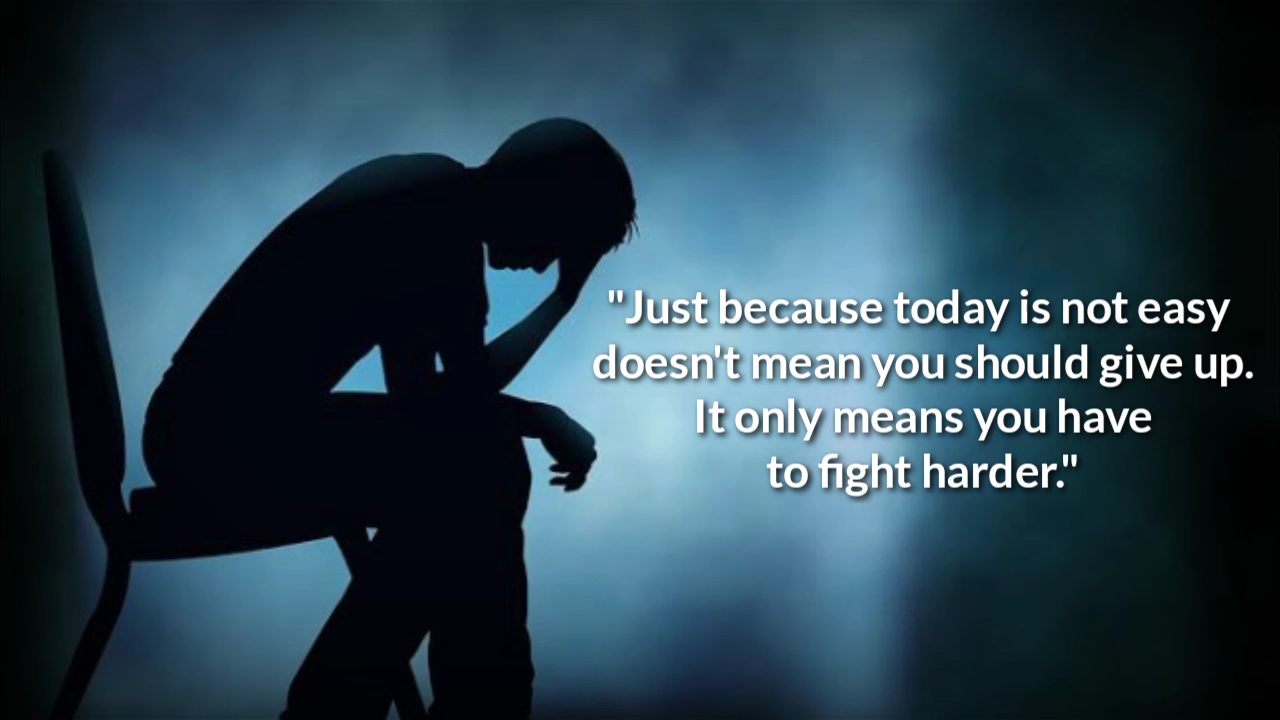 "Just because today is not easy
doesn't mean you should give up.
It only means you have
to fight harder."